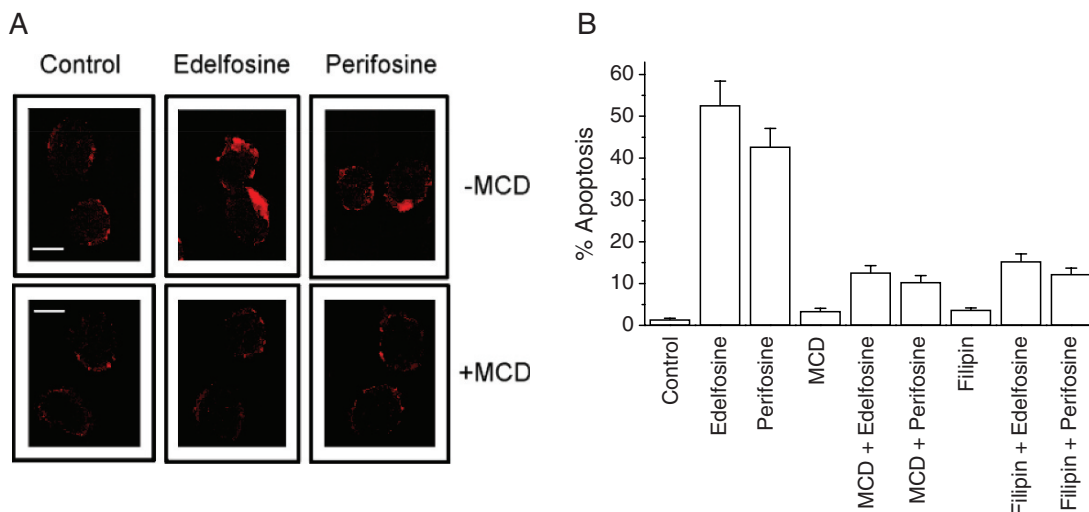 A
Control Edelfosine Perifosine
-MCD
+MCD
B
% Apoptosis
60
50
40
30
20
10
0
Control
Edelfosine
Perifosine
MCD
MCD + Edelfosine
MCD + Perifosine
Filipin
Filipin + Edelfosine
Filipin + Perifosine